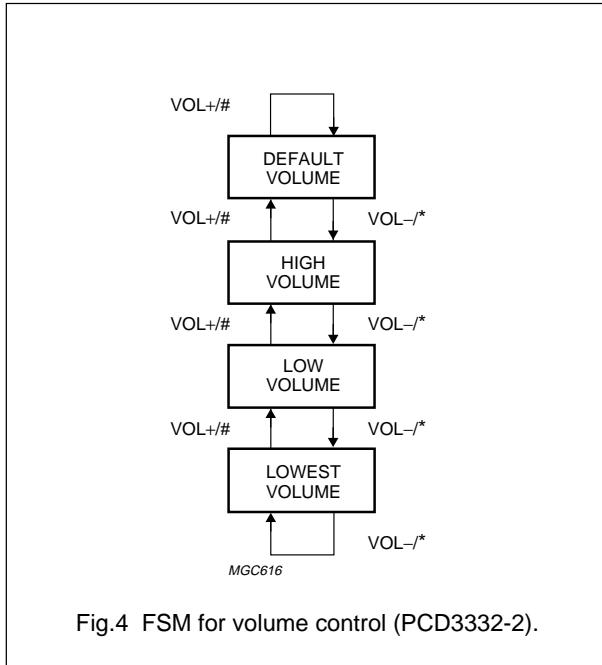 VOL+/#
DEFAULT
VOLUME
VOL+/#
VOL−/*
HIGH
VOLUME
VOL+/#
VOL−/*
LOW
VOLUME
VOL+/#
VOL−/*
LOWEST
VOLUME
VOL−/*
MGC616
Fig.4 FSM for volume control (PCD3332-2).